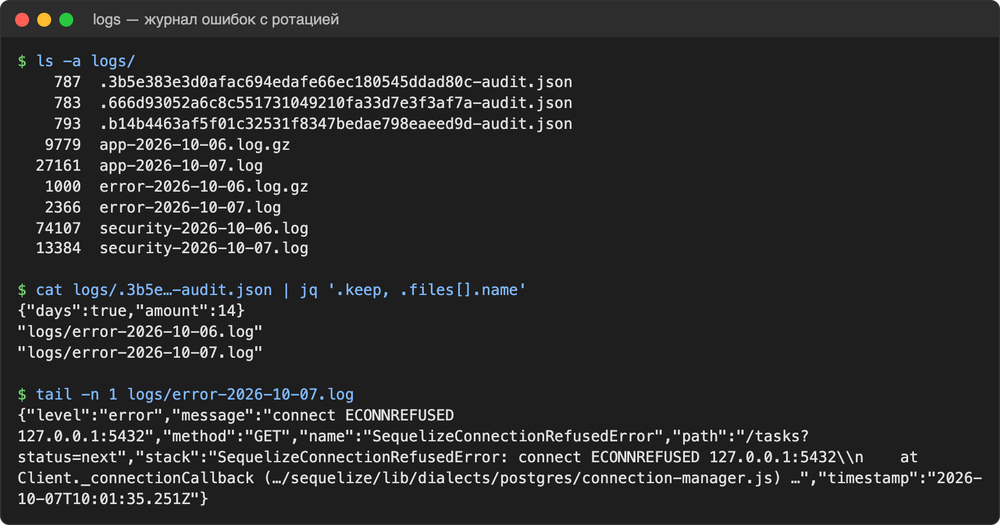 logs — журнал ошибок с ротацией
$ ls -a logs/
787  .3b5e383e3d0afac694edafe66ec180545ddad80c-audit.json
783  .666d93052a6c8c551731049210fa33d7e3f3af7a-audit.json
793  .b14b4463af5f01c32531f8347bedae798eaeed9d-audit.json
9779  app-2026-10-06.log.gz
27161  app-2026-10-07.log
1000  error-2026-10-06.log.gz
2366  error-2026-10-07.log
74107  security-2026-10-06.log
13384  security-2026-10-07.log
$ cat logs/.3b5e…-audit.json | jq '.keep, .files[].name'
{"days":true,"amount":14}
"logs/error-2026-10-06.log"
"logs/error-2026-10-07.log"
$ tail -n 1 logs/error-2026-10-07.log
{"level":"error","message":"connect ECONNREFUSED
127.0.0.1:5432","method":"GET","name":"SequelizeConnectionRefusedError","path":"/tasks?
status=next","stack":"SequelizeConnectionRefusedError: connect ECONNREFUSED 127.0.0.1:5432\\n    at
Client._connectionCallback (…/sequelize/lib/dialects/postgres/connection-manager.js) …","timestamp":"2026-
10-07T10:01:35.251Z"}